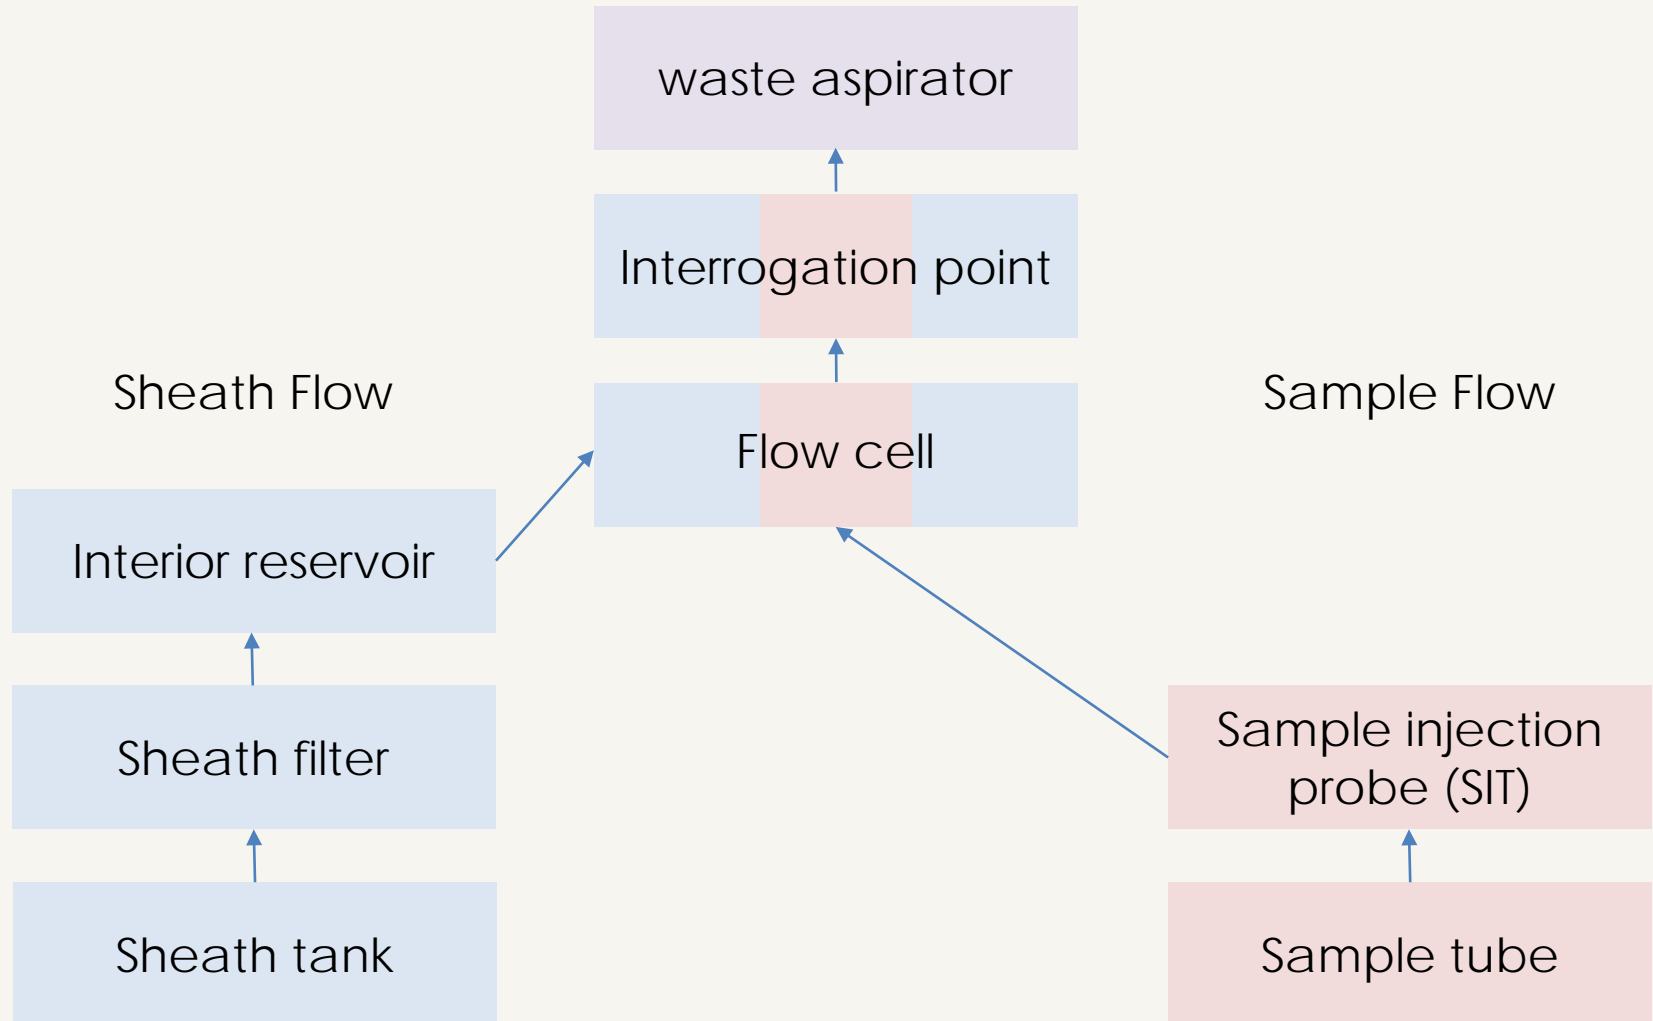 waste aspirator
Interrogation point
Sheath Flow
Sample Flow
Flow cell
Interior reservoir
Sheath filter
Sample injection
probe (SIT)
Sheath tank
Sample tube